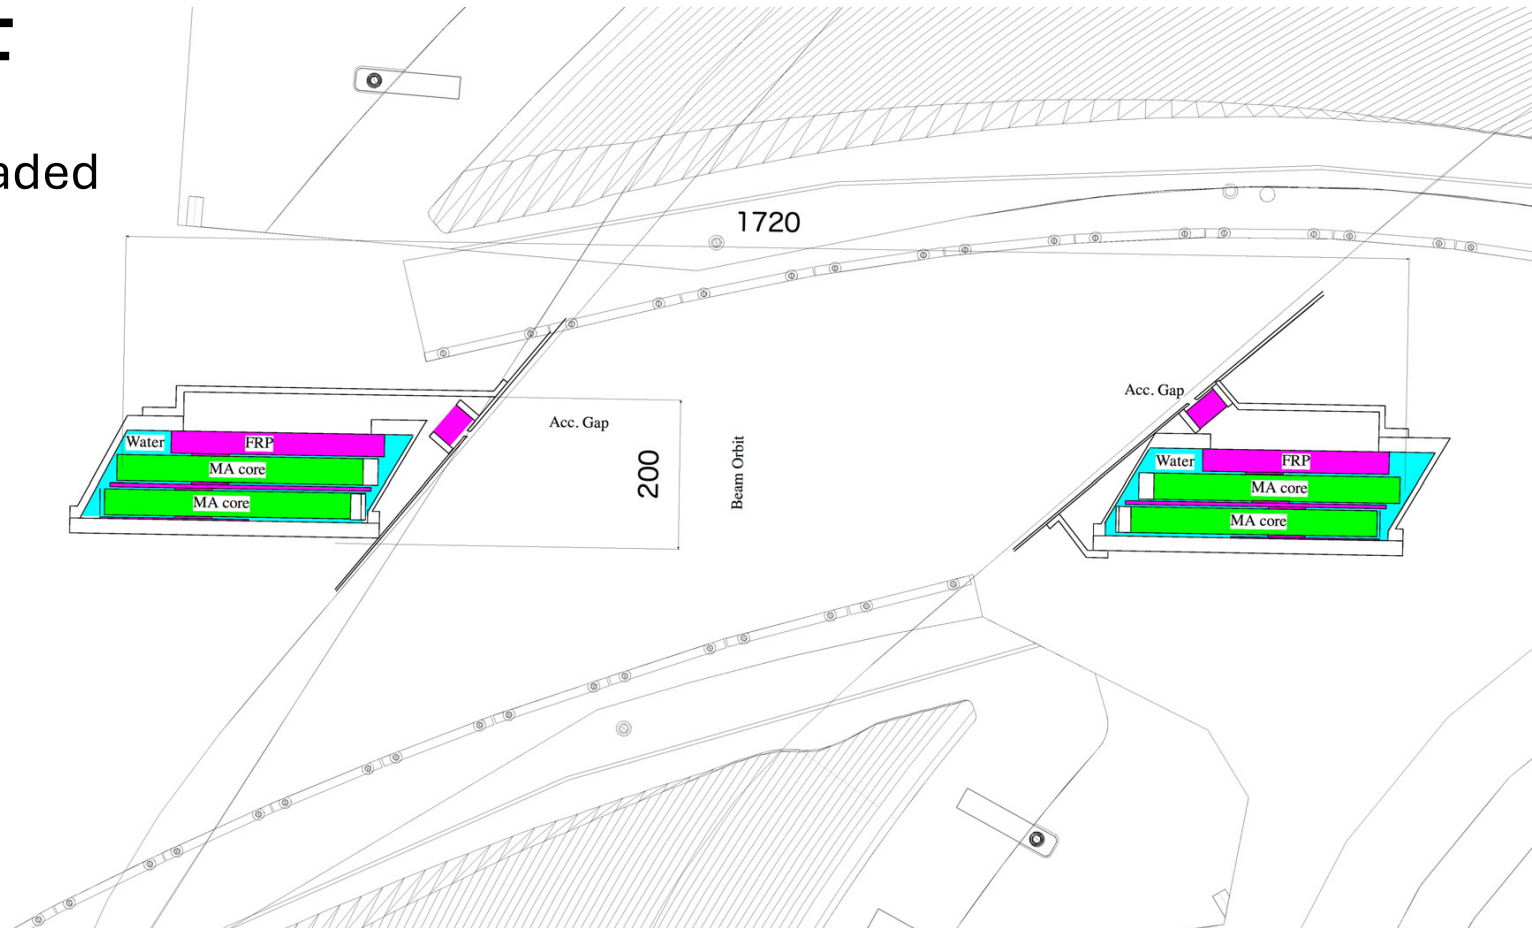 aded
1720
Acc. Gap
Acc. Gap
Beam Orbit
200
Water
FRP
MA core
MA core
Water
FRP
MA core
MA core